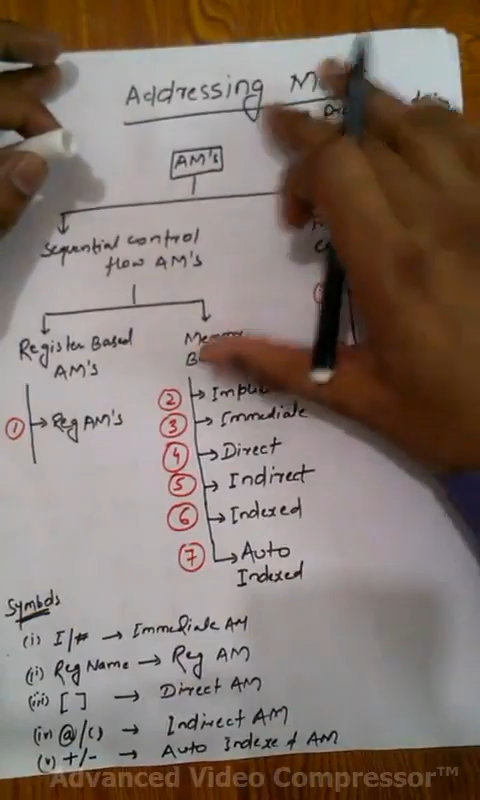 Addressing
AM's
Sequential control
flow AM's
Register Based
AM's
① Reg AM's
②
③ Immediate
④ Direct
⑤ Indirect
⑥ Indexed
⑦ Auto
Indexed
Symbols
(i) I/# → Immediate AM
(ii) Reg Name → Reg AM
(iii) [ ] → Direct AM
(iv) @/() → Indirect AM
(v) +/- → Auto Indexed AM
Advanced Video Compressor™